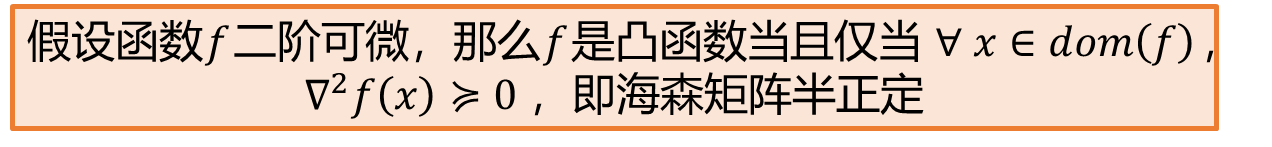 假设函数𝑓二阶可微，那么𝑓是凸函数当且仅当 ∀ 𝑥 ∈ 𝑑𝑜𝑚(𝑓)，
∇²𝑓(𝑥) ≽ 0 ，即海森矩阵半正定